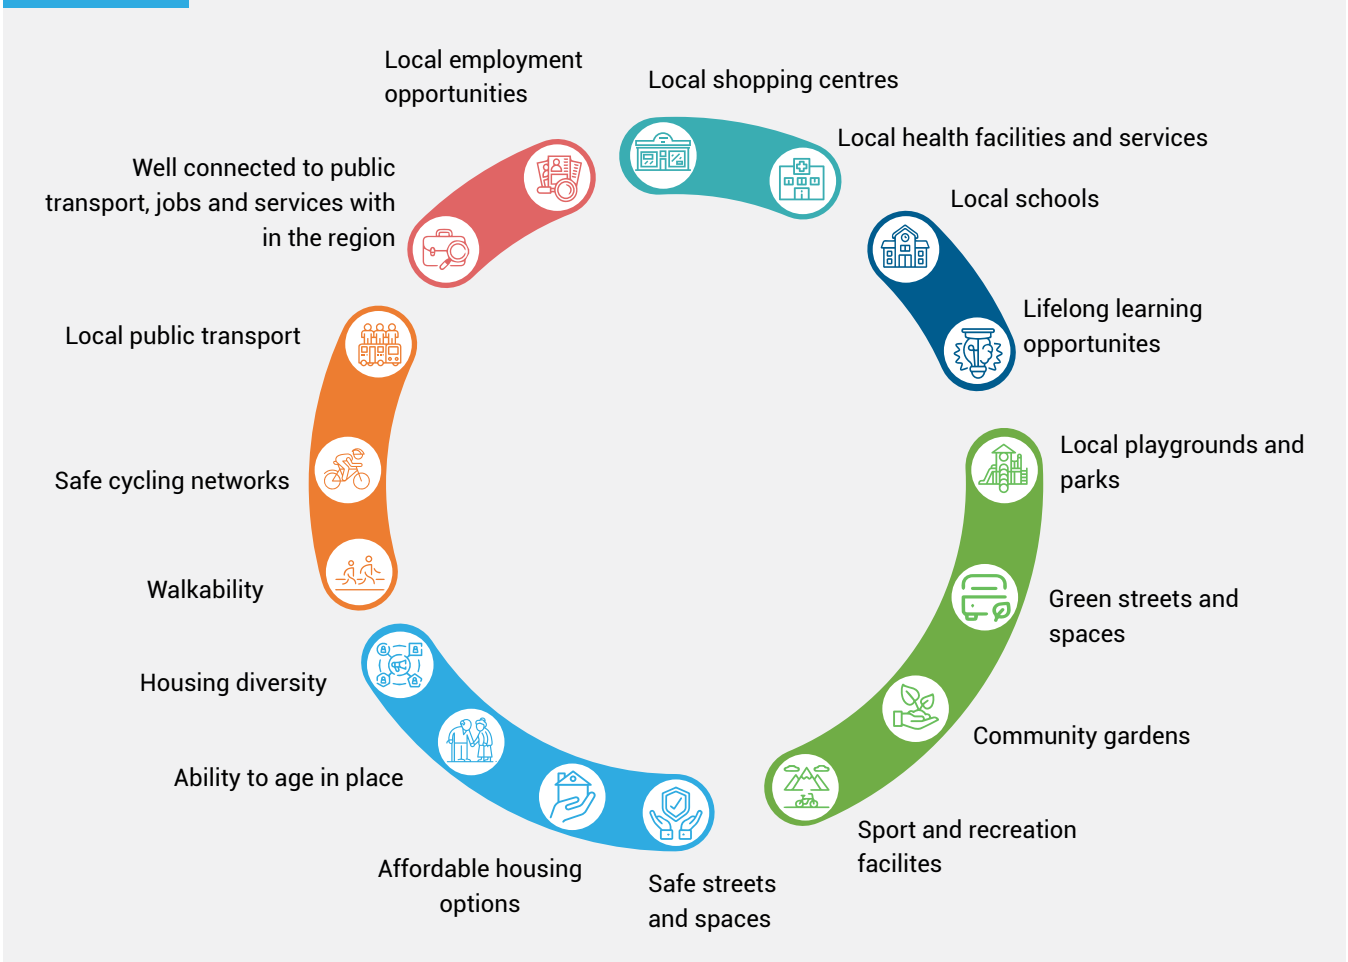 Local employment
opportunities
Local shopping centres
Local health facilities and services
Local schools
Lifelong learning
opportunites
Local playgrounds and
parks
Green streets and
spaces
Community gardens
Sport and recreation
facilites
Safe streets
and spaces
Affordable housing
options
Ability to age in place
Housing diversity
Walkability
Safe cycling networks
Local public transport
Well connected to public
transport, jobs and services with
in the region